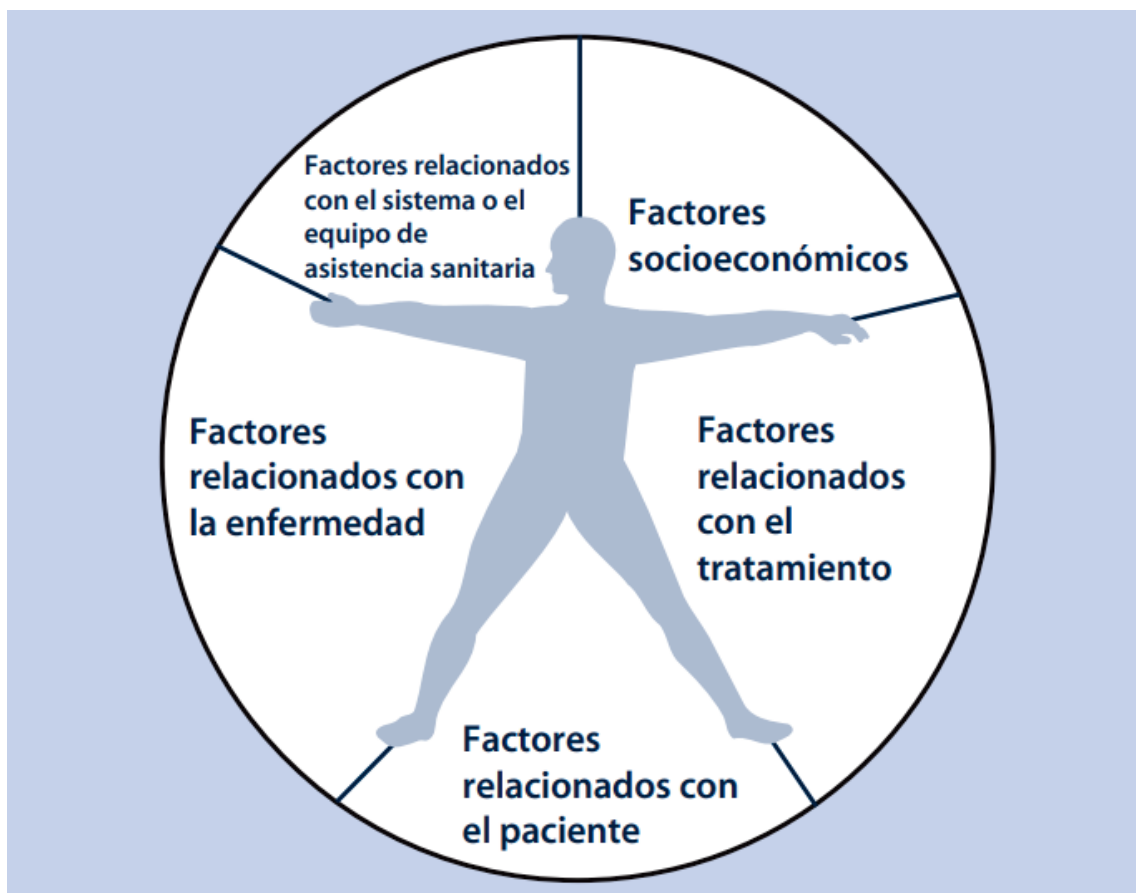 Factores relacionados
con el sistema o el
equipo de
asistencia sanitaria
Factores
socioeconómicos
Factores
relacionados con
la enfermedad
Factores
relacionados
con el
tratamiento
Factores
relacionados con
el paciente